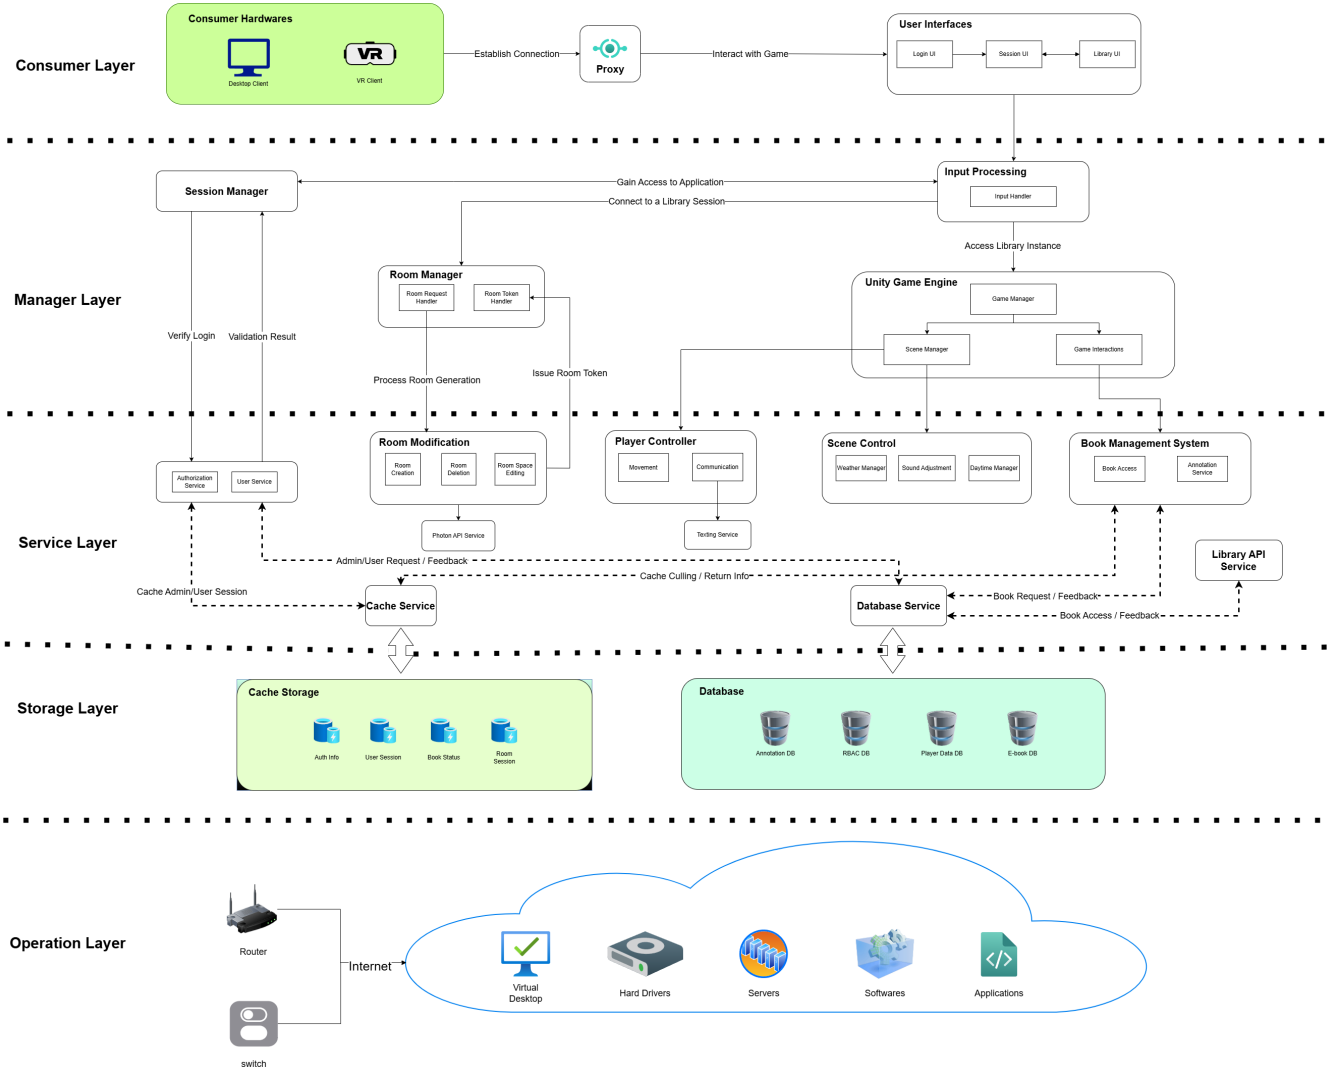 Consumer Layer
Consumer Hardwares
Desktop Client
VR
VR Client
Establish Connection
Proxy
Interact with Game
User Interfaces
Login UI
Session UI
Library UI
Manager Layer
Session Manager
Gain Access to Application
Connect to a Library Session
Input Processing
Input Handler
Access Library Instance
Room Manager
Room Request
Handler
Room Token
Handler
Unity Game Engine
Game Manager
Scene Manager
Game Interactions
Verify Login
Validation Result
Process Room Generation
Issue Room Token
Service Layer
Authorization
Service
User Service
Room Modification
Room
Creation
Room
Deletion
Room Space
Editing
Photon API Service
Player Controller
Movement
Communication
Texting Service
Scene Control
Weather Manager
Sound Adjustment
Daytime Manager
Book Management System
Book Access
Annotation
Service
Library API
Service
Admin/User Request / Feedback
Cache Culling / Return Info
Cache Admin/User Session
Cache Service
Database Service
Book Request / Feedback
Book Access / Feedback
Storage Layer
Cache Storage
Auth Info
User Session
Book Status
Room
Session
Database
Annotation DB
RBAC DB
Player Data DB
E-book DB
Operation Layer
Router
switch
Internet
Virtual
Desktop
Hard Drivers
Servers
Softwares
Applications